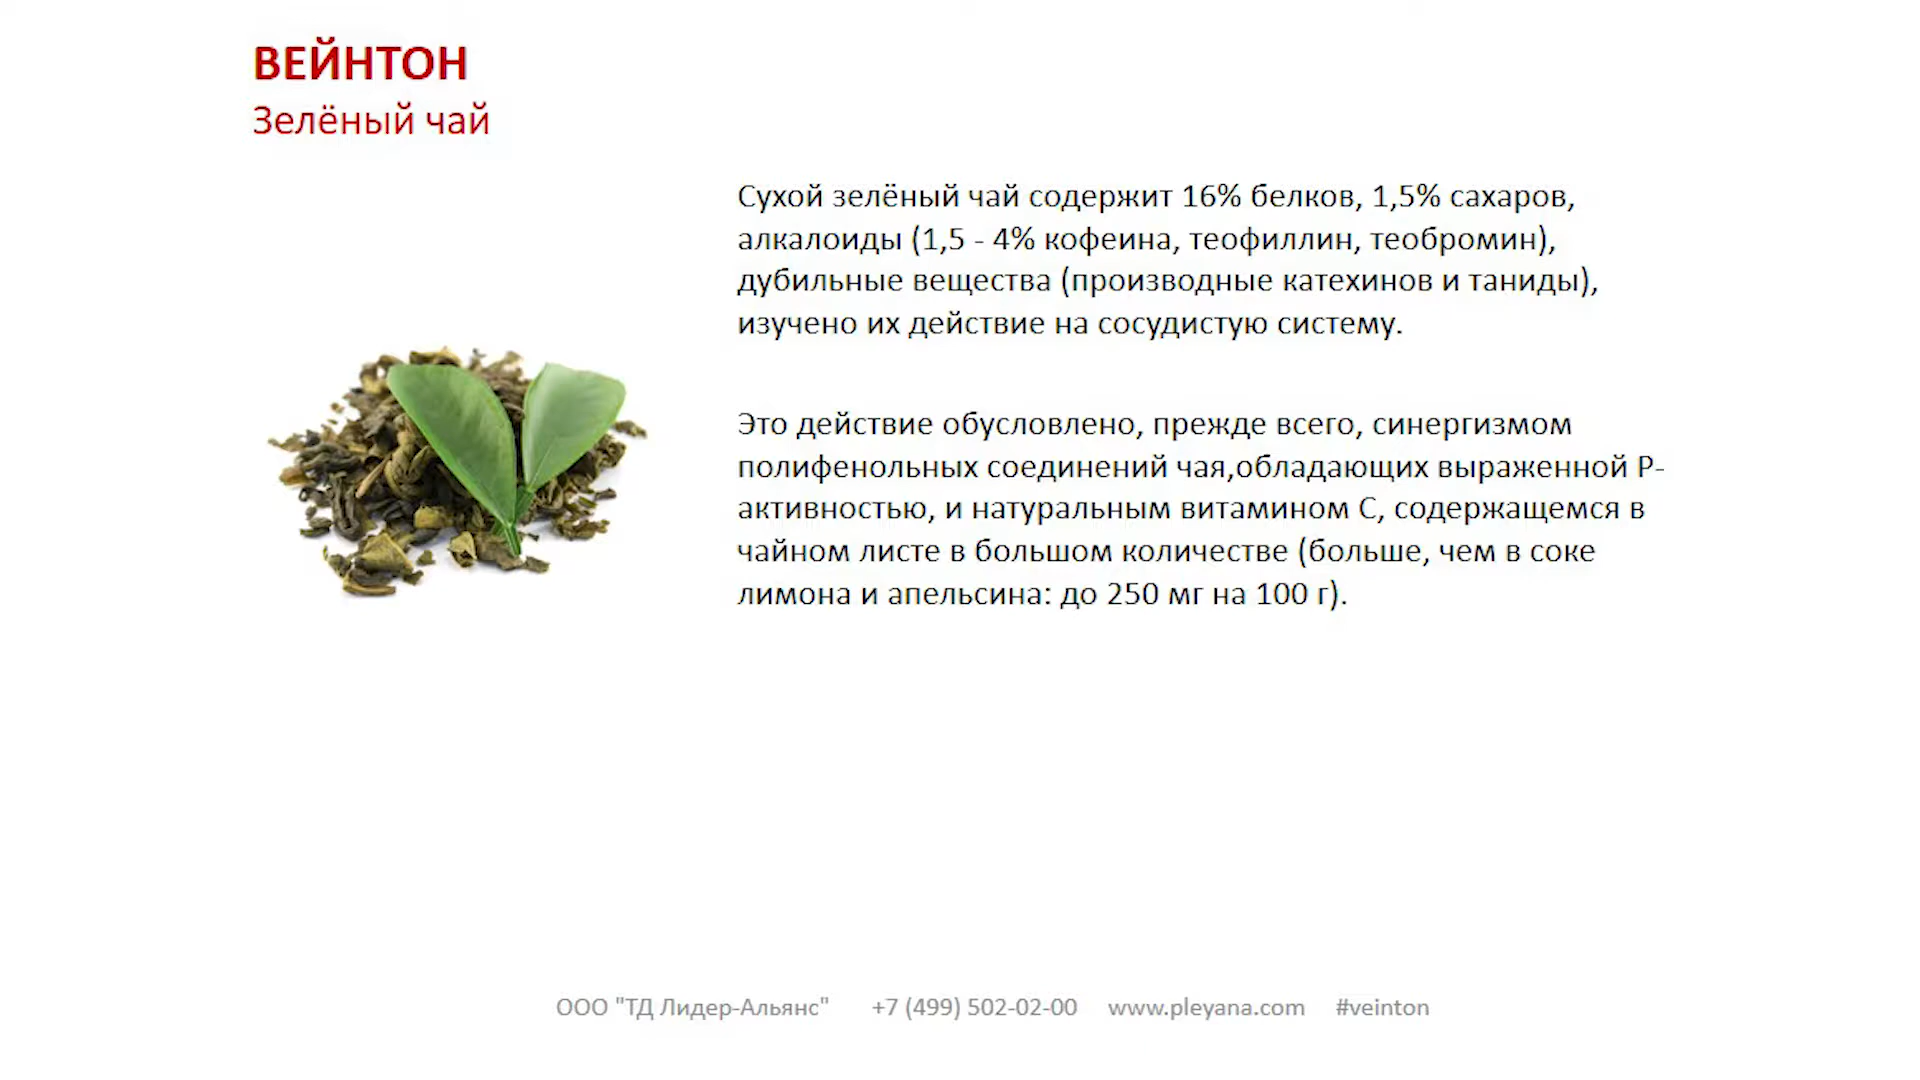 ВЕЙНТОН
Зелёный чай
Сухой зелёный чай содержит 16% белков, 1,5% сахаров,
алкалоиды (1,5 - 4% кофеина, теофиллин, теобромин),
дубильные вещества (производные катехинов и таниды),
изучено их действие на сосудистую систему.
Это действие обусловлено, прежде всего, синергизмом
полифенольных соединений чая,обладающих выраженной Р-
активностью, и натуральным витамином С, содержащемся в
чайном листе в большом количестве (больше, чем в соке
лимона и апельсина: до 250 мг на 100 г).
ООО "ТД Лидер-Альянс" +7 (499) 502-02-00 www.pleyana.com #veinton